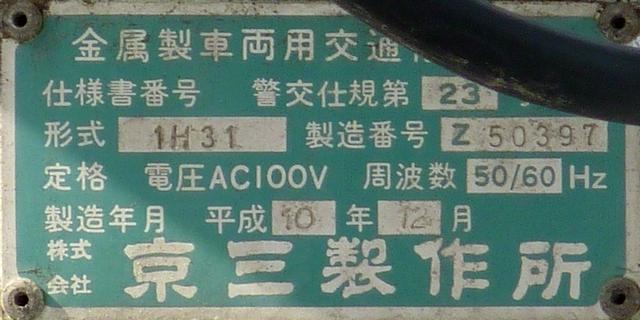 金属製車両用交通
仕様書番号 警交仕規第 23
形式 1H31 製造番号 Z 50397
定格 電圧AC100V 周波数 50/60 Hz
製造年月 平成 10 年 12 月
株式会社 京三製作所